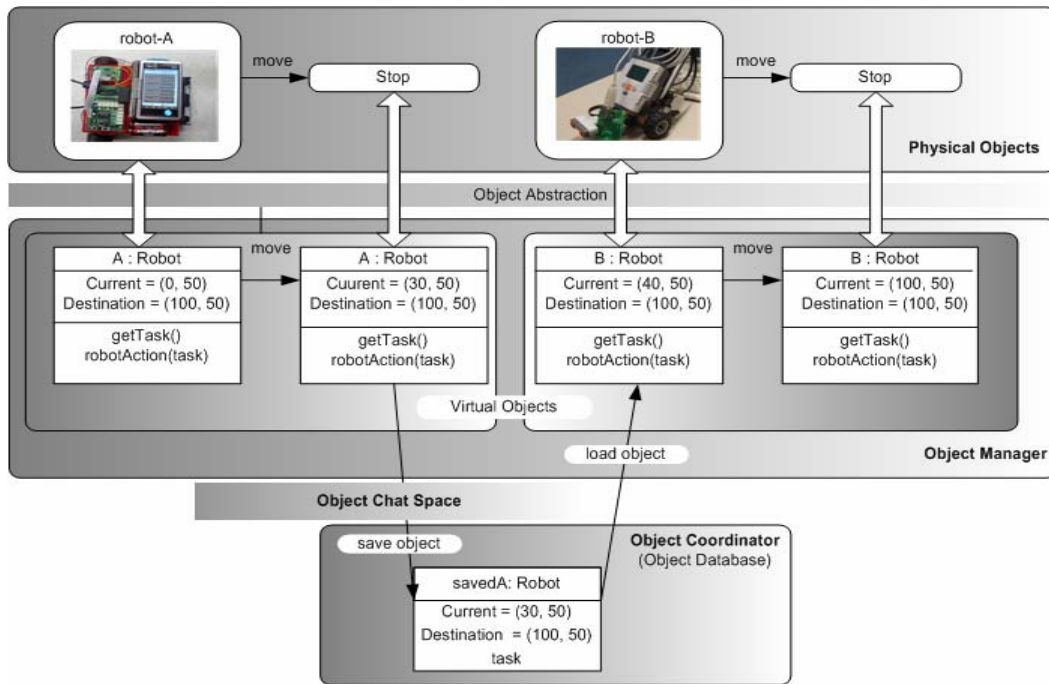 robot-A
move
Stop
robot-B
move
Stop
Physical Objects
Object Abstraction
A : Robot
Current = (0, 50)
Destination = (100, 50)
getTask()
robotAction(task)
move
A : Robot
Cuurent = (30, 50)
Destination = (100, 50)
getTask()
robotAction(task)
B : Robot
Current = (40, 50)
Destination = (100, 50)
getTask()
robotAction(task)
move
B : Robot
Current = (100, 50)
Destination = (100, 50)
getTask()
robotAction(task)
Virtual Objects
load object
Object Manager
Object Chat Space
save object
Object Coordinator
(Object Database)
savedA: Robot
Current = (30, 50)
Destination = (100, 50)
task